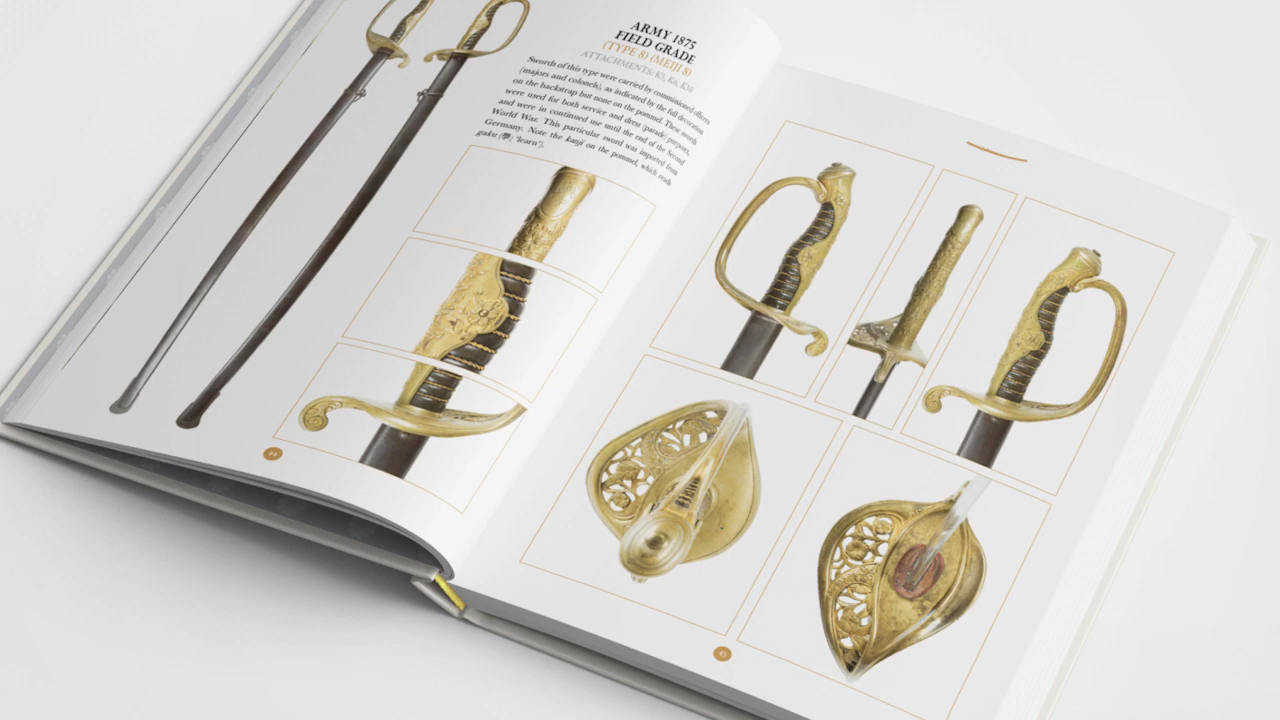 ARMY 1875
FIELD GRADE
(TYPE 8) (MEIJI 8)
ATTACHMENTS: K5, K6, K10
Swords of this type were carried by commissioned officers
(majors and colonels), as indicated by the full decoration
on the backstrap but none on the pommel. These swords
were used for both service and dress (parade) purposes,
and were in continued use until the end of the Second
World War. This particular sword was imported from
Germany. Note the kanji on the pommel, which reads
gaku (學; 'learn').
44
45